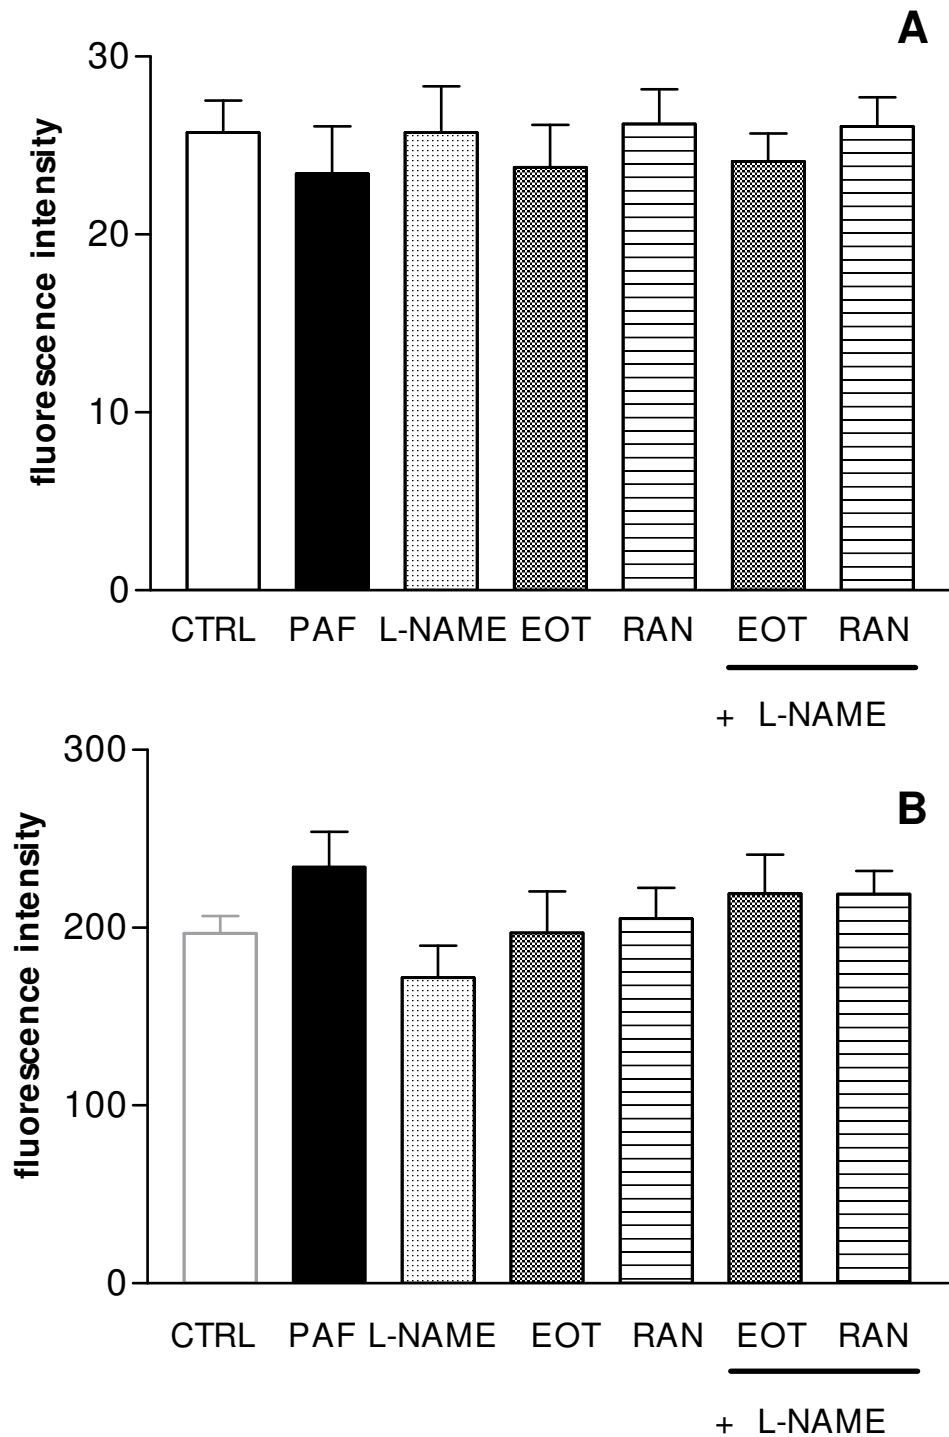 A
fluorescence intensity
30
20
10
0
CTRL PAF L-NAME EOT RAN EOT RAN
+ L-NAME
B
fluorescence intensity
300
200
100
0
CTRL PAF L-NAME EOT RAN EOT RAN
+ L-NAME